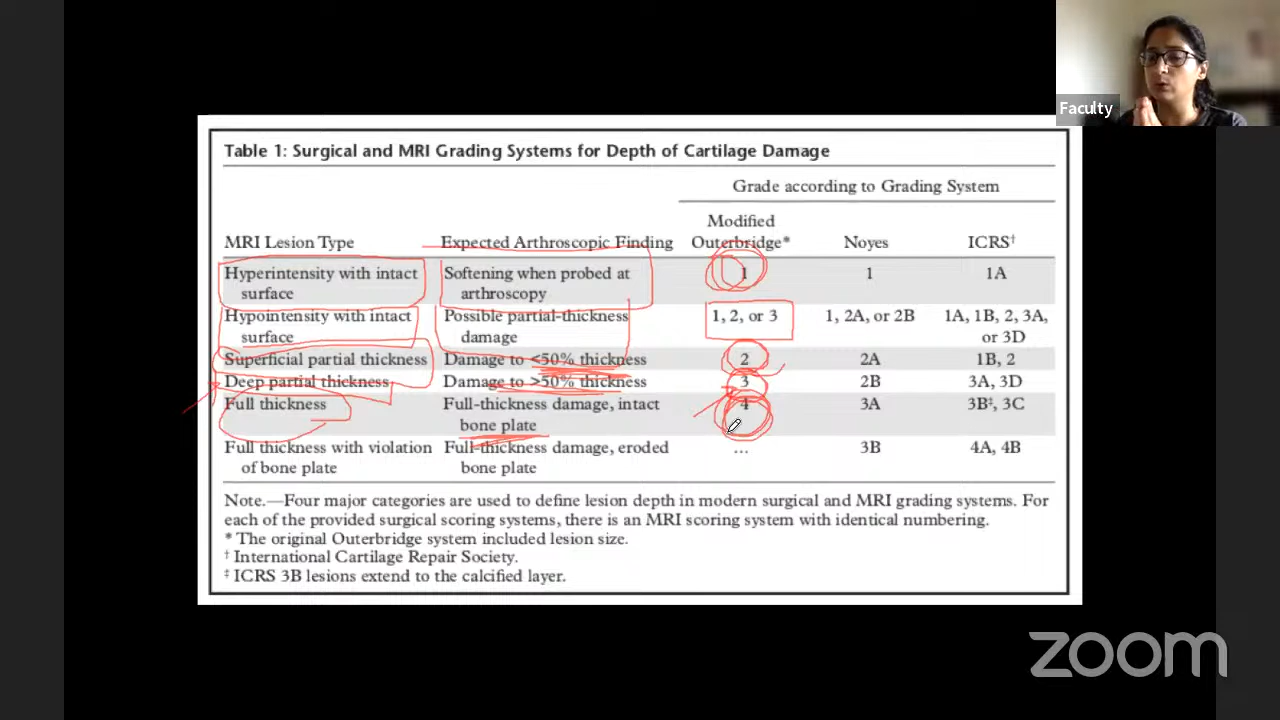 Faculty
Table 1: Surgical and MRI Grading Systems for Depth of Cartilage Damage
Grade according to Grading System
MRI Lesion Type Expected Arthroscopic Finding Modified Outerbridge* Noyes ICRS†
Hyperintensity with intact surface Softening when probed at arthroscopy 1 1 1A
Hypointensity with intact surface Possible partial-thickness damage 1, 2, or 3 1, 2A, or 2B 1A, 1B, 2, 3A, or 3D
Superficial partial thickness Damage to <50% thickness 2 2A 1B, 2
Deep partial thickness Damage to >50% thickness 3 2B 3A, 3D
Full thickness Full-thickness damage, intact bone plate 4 3A 3B‡, 3C
Full thickness with violation of bone plate Full-thickness damage, eroded bone plate ... 3B 4A, 4B
Note.—Four major categories are used to define lesion depth in modern surgical and MRI grading systems. For
each of the provided surgical scoring systems, there is an MRI scoring system with identical numbering.
* The original Outerbridge system included lesion size.
† International Cartilage Repair Society.
‡ ICRS 3B lesions extend to the calcified layer.
zoom